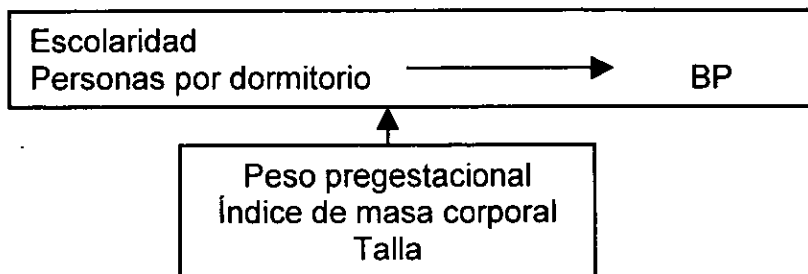 Escolaridad
Personas por dormitorio BP
Peso pregestacional
Índice de masa corporal
Talla